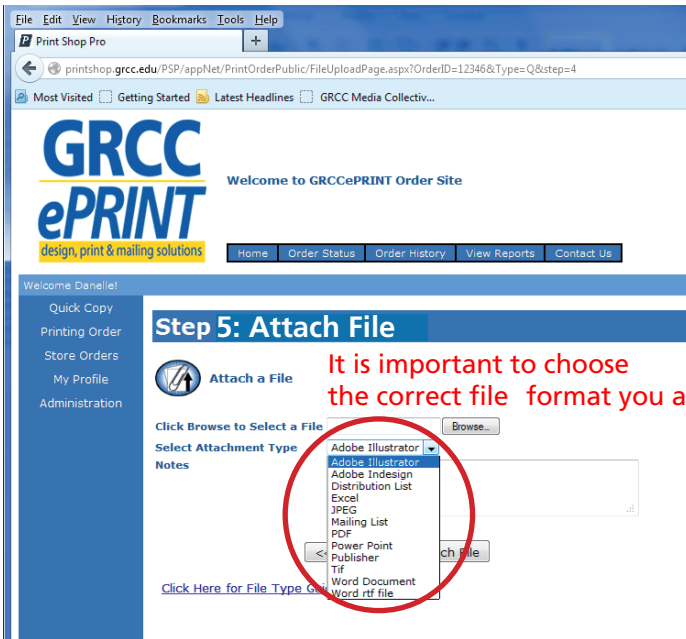 File Edit View History Bookmarks Tools Help
Print Shop Pro +
printshop.grcc.edu/PSP/appNet/PrintOrderPublic/FileUploadPage.aspx?OrderID=12346&Type=Q&step=4
Most Visited Getting Started Latest Headlines GRCC Media Collectiv...
GRCC
ePRINT
design, print & mailing solutions
Welcome to GRCCePRINT Order Site
Home Order Status Order History View Reports Contact Us
Welcome Danelle!
Quick Copy
Printing Order
Store Orders
My Profile
Administration
Step 5: Attach File
It is important to choose
the correct file format you a
Attach a File
Click Browse to Select a File Browse...
Select Attachment Type Adobe Illustrator
Notes
Adobe Illustrator
Adobe Indesign
Distribution List
Excel
JPEG
Mailing List
PDF
Power Point
Publisher
Tif
Word Document
Word rtf file
<< ch File
Click Here for File Type